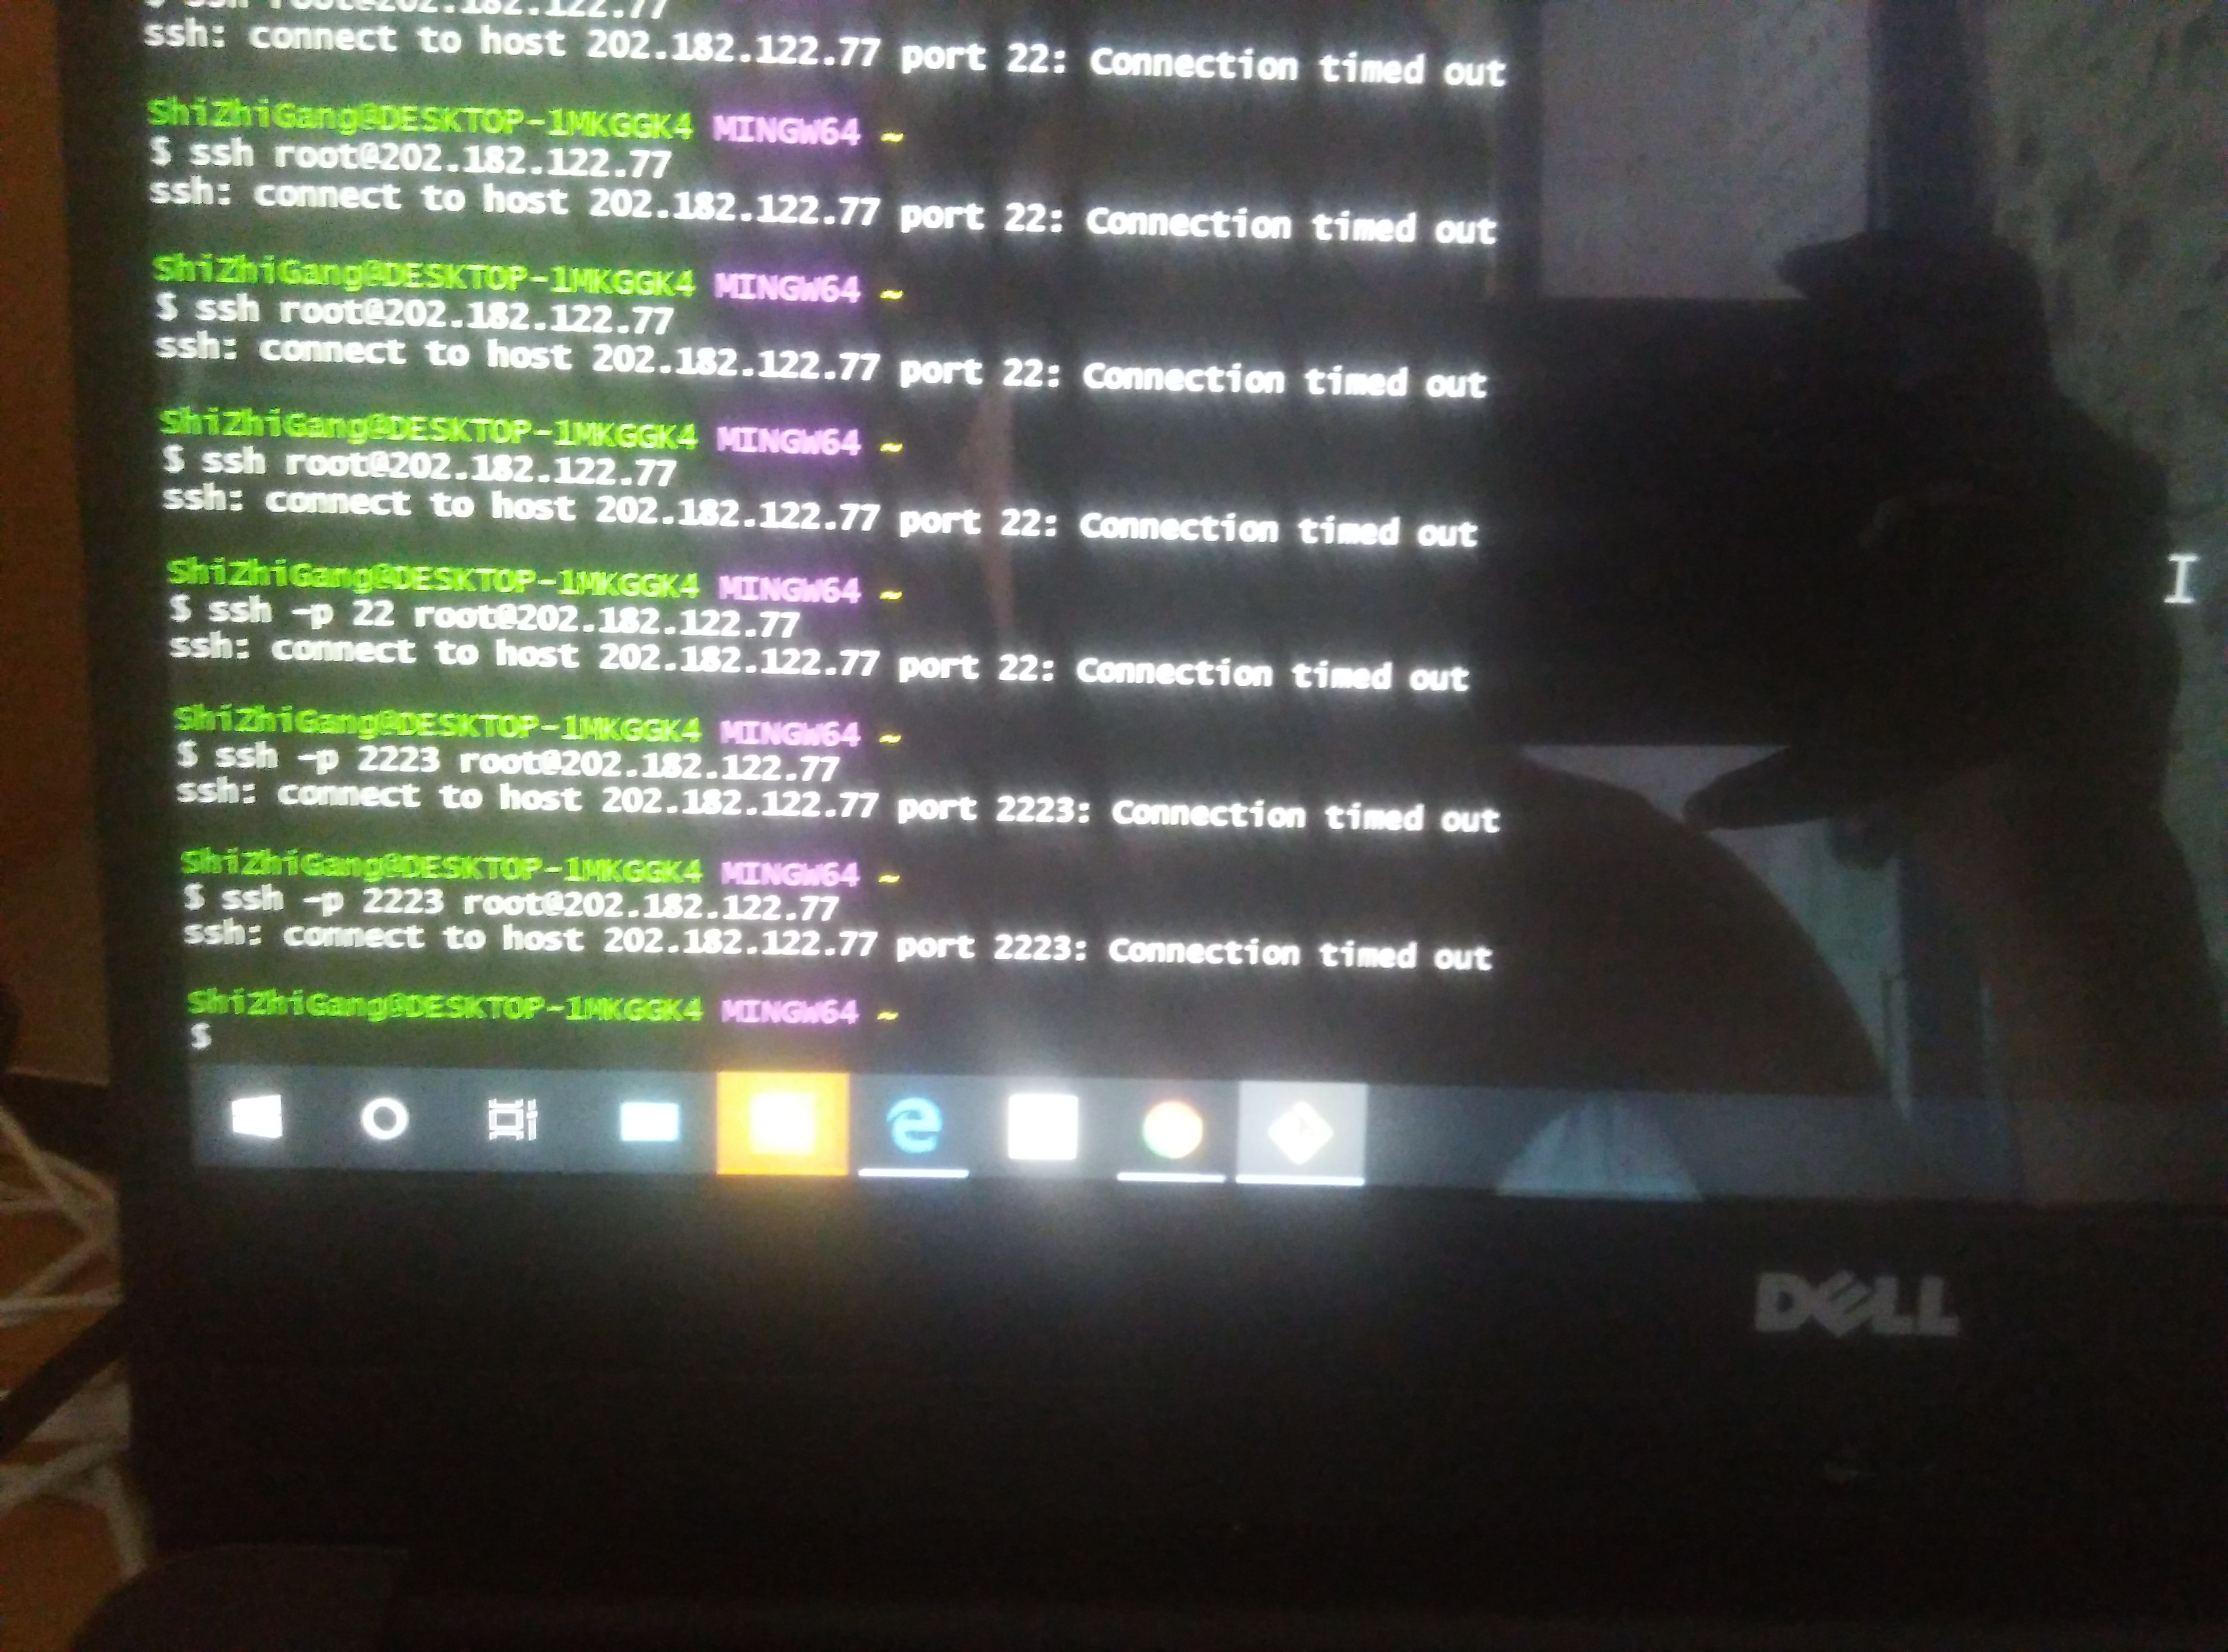 $ ssh root@202.182.122.77
ssh: connect to host 202.182.122.77 port 22: Connection timed out
ShiZhiGang@DESKTOP-1MKGGK4 MINGW64 ~
$ ssh root@202.182.122.77
ssh: connect to host 202.182.122.77 port 22: Connection timed out
ShiZhiGang@DESKTOP-1MKGGK4 MINGW64 ~
$ ssh root@202.182.122.77
ssh: connect to host 202.182.122.77 port 22: Connection timed out
ShiZhiGang@DESKTOP-1MKGGK4 MINGW64 ~
$ ssh root@202.182.122.77
ssh: connect to host 202.182.122.77 port 22: Connection timed out
ShiZhiGang@DESKTOP-1MKGGK4 MINGW64 ~
$ ssh -p 22 root@202.182.122.77
ssh: connect to host 202.182.122.77 port 22: Connection timed out
ShiZhiGang@DESKTOP-1MKGGK4 MINGW64 ~
$ ssh -p 2223 root@202.182.122.77
ssh: connect to host 202.182.122.77 port 2223: Connection timed out
ShiZhiGang@DESKTOP-1MKGGK4 MINGW64 ~
$ ssh -p 2223 root@202.182.122.77
ssh: connect to host 202.182.122.77 port 2223: Connection timed out
ShiZhiGang@DESKTOP-1MKGGK4 MINGW64 ~
$
DELL